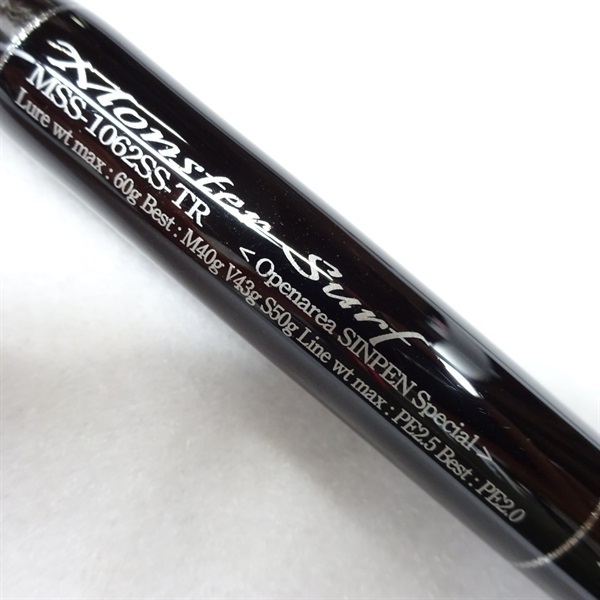 Monster Surf
MSS-1062SS-TR < Openarea SINPEN Special >
Lure wt max : 60g Best : M40g V43g S50g Line wt max : PE2.5 Best : PE2.0